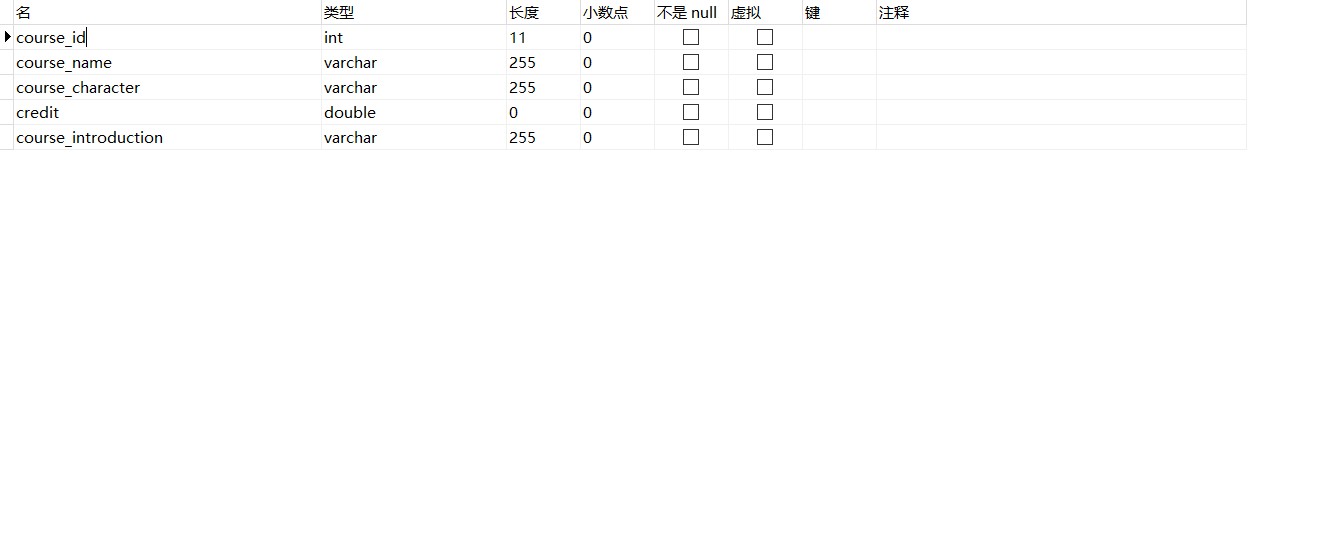 名 类型 长度 小数点 不是 null 虚拟 键 注释
course_id int 11 0
course_name varchar 255 0
course_character varchar 255 0
credit double 0 0
course_introduction varchar 255 0